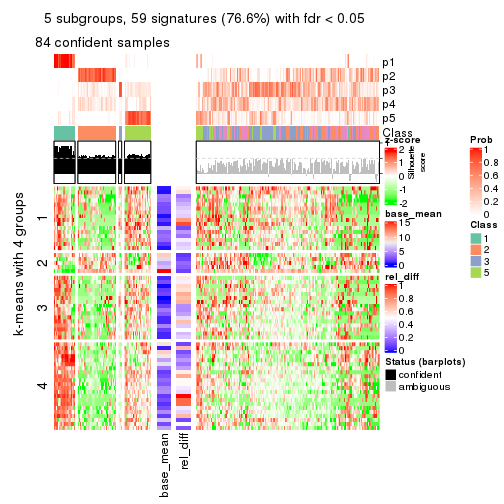 5 subgroups, 59 signatures (76.6%) with fdr < 0.05
84 confident samples
p1
p2
p3
p4
p5
Class
z-score
2
1
0
-1
-2
Silhouette
score
Prob
1
0.8
0.6
0.4
0.2
0
base_mean
15
10
5
0
Class
1
2
3
5
rel_diff
1
0.8
0.6
0.4
0.2
0
Status (barplots)
confident
ambiguous
k-means with 4 groups
1
2
3
4
base_mean
rel_diff